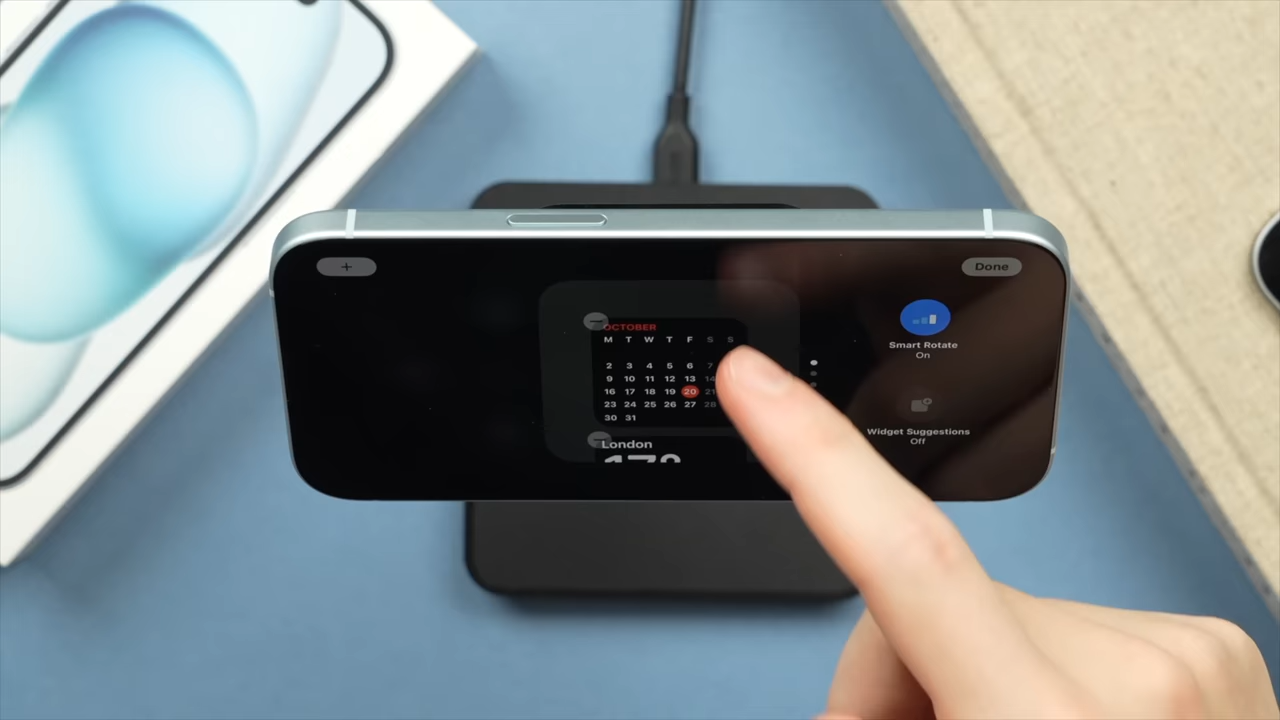 +
Done
OCTOBER
M T W T F S S
2 3 4 5 6 7
9 10 11 12 13 14
16 17 18 19 20 21
23 24 25 26 27 28
30 31
London
Smart Rotate
On
Widget Suggestions
Off